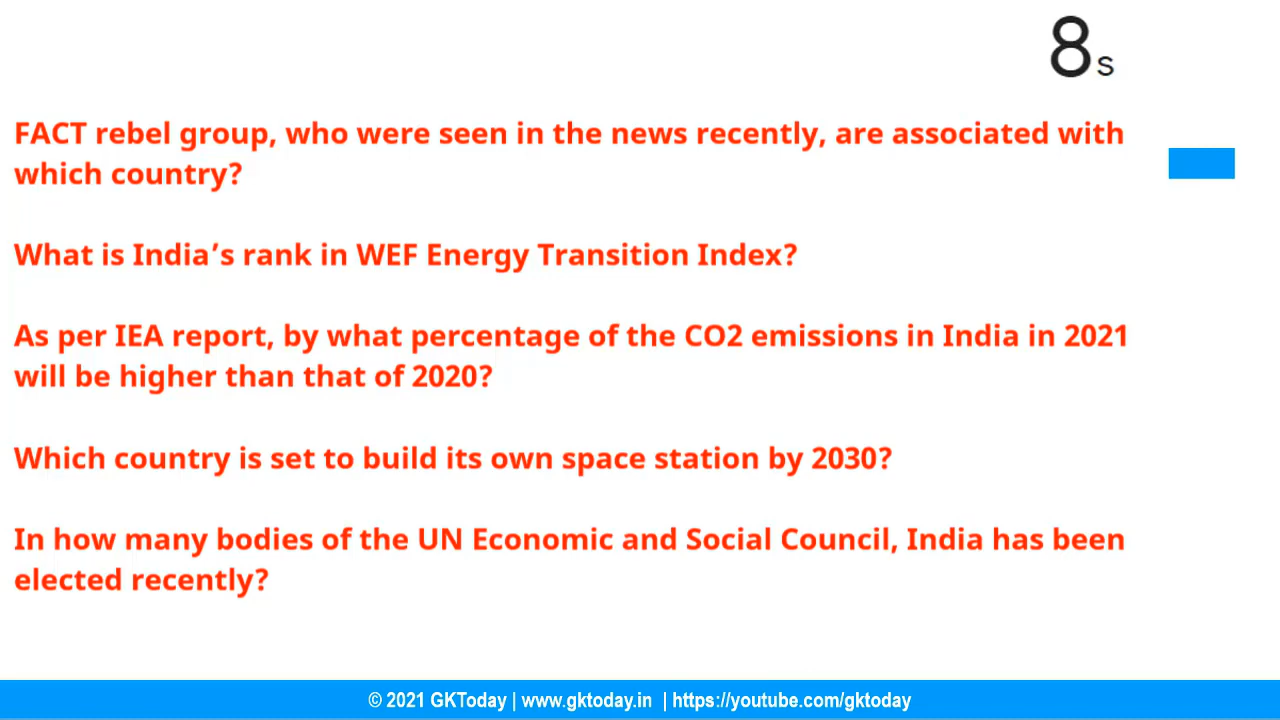 8s
FACT rebel group, who were seen in the news recently, are associated with
which country?
What is India’s rank in WEF Energy Transition Index?
As per IEA report, by what percentage of the CO2 emissions in India in 2021
will be higher than that of 2020?
Which country is set to build its own space station by 2030?
In how many bodies of the UN Economic and Social Council, India has been
elected recently?
© 2021 GKToday | www.gktoday.in | https://youtube.com/gktoday